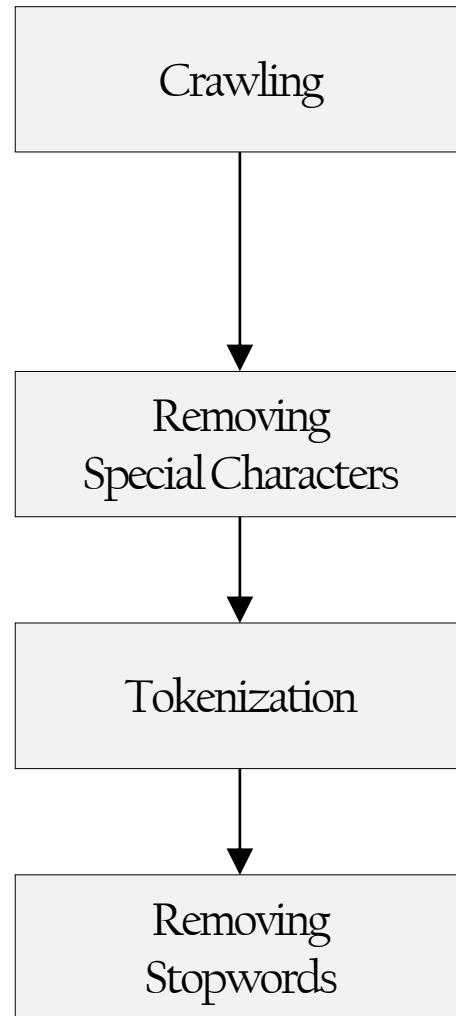 Crawling
Removing
Special Characters
Tokenization
Removing
Stopwords